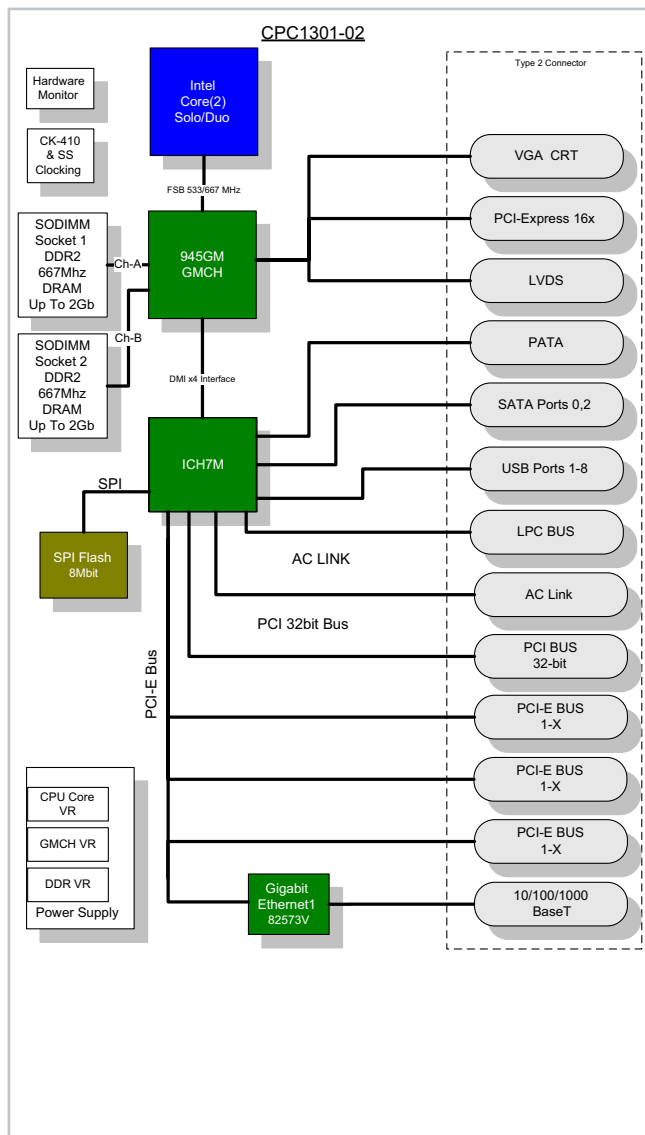 CPC1301-02
Type 2 Connector
Hardware
Monitor
CK-410
& SS
Clocking
Intel
Core(2)
Solo/Duo
FSB 533/667 MHz
SODIMM
Socket 1
DDR2
667Mhz
DRAM
Up To 2Gb
Ch-A
945GM
GMCH
Ch-B
SODIMM
Socket 2
DDR2
667Mhz
DRAM
Up To 2Gb
DMI x4 Interface
ICH7M
SPI
SPI Flash
8Mbit
AC LINK
PCI 32bit Bus
PCI-E Bus
VGA CRT
PCI-Express 16x
LVDS
PATA
SATA Ports 0,2
USB Ports 1-8
LPC BUS
AC Link
PCI BUS
32-bit
PCI-E BUS
1-X
PCI-E BUS
1-X
PCI-E BUS
1-X
10/100/1000
BaseT
Gigabit
Ethernet1
82573V
CPU Core
VR
GMCH VR
DDR VR
Power Supply